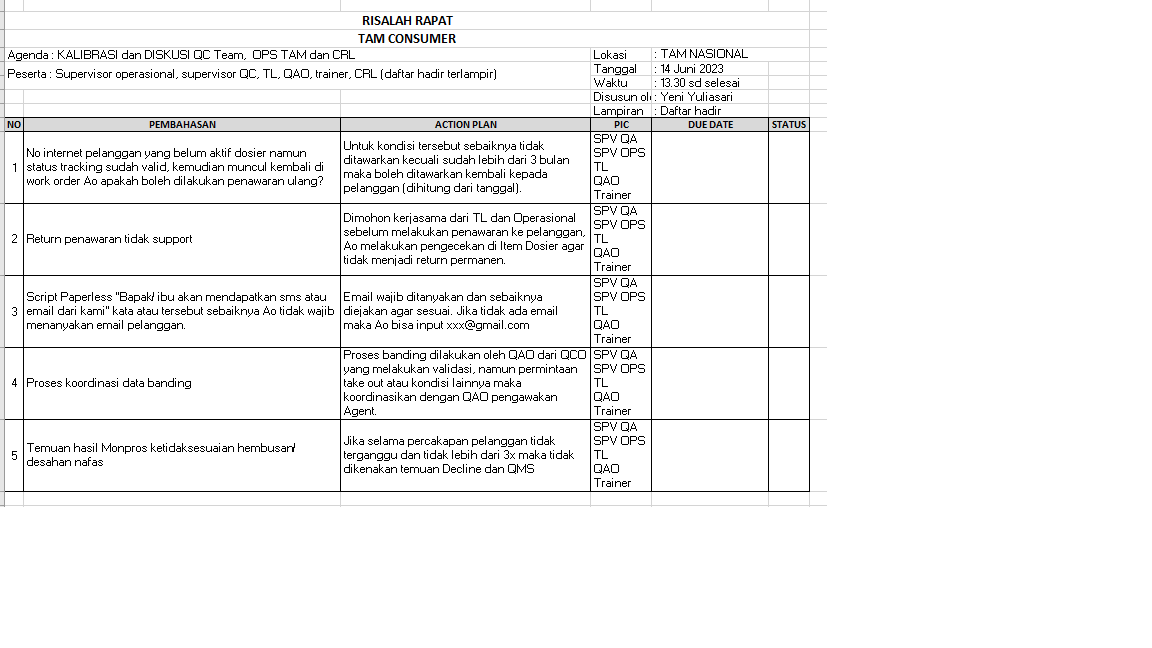 RISALAH RAPAT
TAM CONSUMER
Agenda : KALIBRASI dan DISKUSI QC Team, OPS TAM dan CRL
Peserta : Supervisor operasional, supervisor QC, TL, QAO, trainer, CRL (daftar hadir terlampir)
Lokasi : TAM NASIONAL
Tanggal : 14 Juni 2023
Waktu : 13.30 sd selesai
Disusun ol : Yeni Yuliasari
Lampiran : Daftar hadir
NO PEMBAHASAN ACTION PLAN PIC DUE DATE STATUS
1
No internet pelanggan yang belum aktif dosier namun
status tracking sudah valid, kemudian muncul kembali di
work order Ao apakah boleh dilakukan penawaran ulang?
Untuk kondisi tersebut sebaiknya tidak
ditawarkan kecuali sudah lebih dari 3 bulan
maka boleh ditawarkan kembali kepada
pelanggan (dihitung dari tanggal).
SPV QA
SPV OPS
TL
QAO
Trainer
2
Return penawaran tidak support
Dimohon kerjasama dari TL dan Operasional
sebelum melakukan penawaran ke pelanggan,
Ao melakukan pengecekan di Item Dosier agar
tidak menjadi return permanen.
SPV QA
SPV OPS
TL
QAO
Trainer
3
Script Paperless "Bapak/ ibu akan mendapatkan sms atau
email dari kami" kata atau tersebut sebaiknya Ao tidak wajib
menanyakan email pelanggan.
Email wajib ditanyakan dan sebaiknya
diejakan agar sesuai. Jika tidak ada email
maka Ao bisa input xxx@gmail.com
SPV QA
SPV OPS
TL
QAO
Trainer
4
Proses koordinasi data banding
Proses banding dilakukan oleh QAO dari QCO
yang melakukan validasi, namun permintaan
take out atau kondisi lainnya maka
koordinasikan dengan QAO pengawakan
Agent.
SPV QA
SPV OPS
TL
QAO
Trainer
5
Temuan hasil Monpros ketidaksesuaian hembusan/
desahan nafas
Jika selama percakapan pelanggan tidak
terganggu dan tidak lebih dari 3x maka tidak
dikenakan temuan Decline dan QMS
SPV QA
SPV OPS
TL
QAO
Trainer